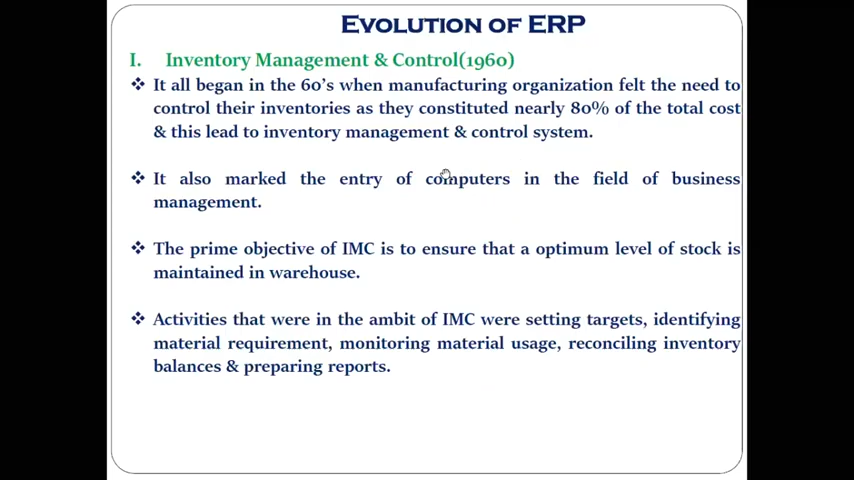 Evolution of ERP
I. Inventory Management & Control(1960)
❖ It all began in the 60's when manufacturing organization felt the need to
control their inventories as they constituted nearly 80% of the total cost
& this lead to inventory management & control system.
❖ It also marked the entry of computers in the field of business
management.
❖ The prime objective of IMC is to ensure that a optimum level of stock is
maintained in warehouse.
❖ Activities that were in the ambit of IMC were setting targets, identifying
material requirement, monitoring material usage, reconciling inventory
balances & preparing reports.